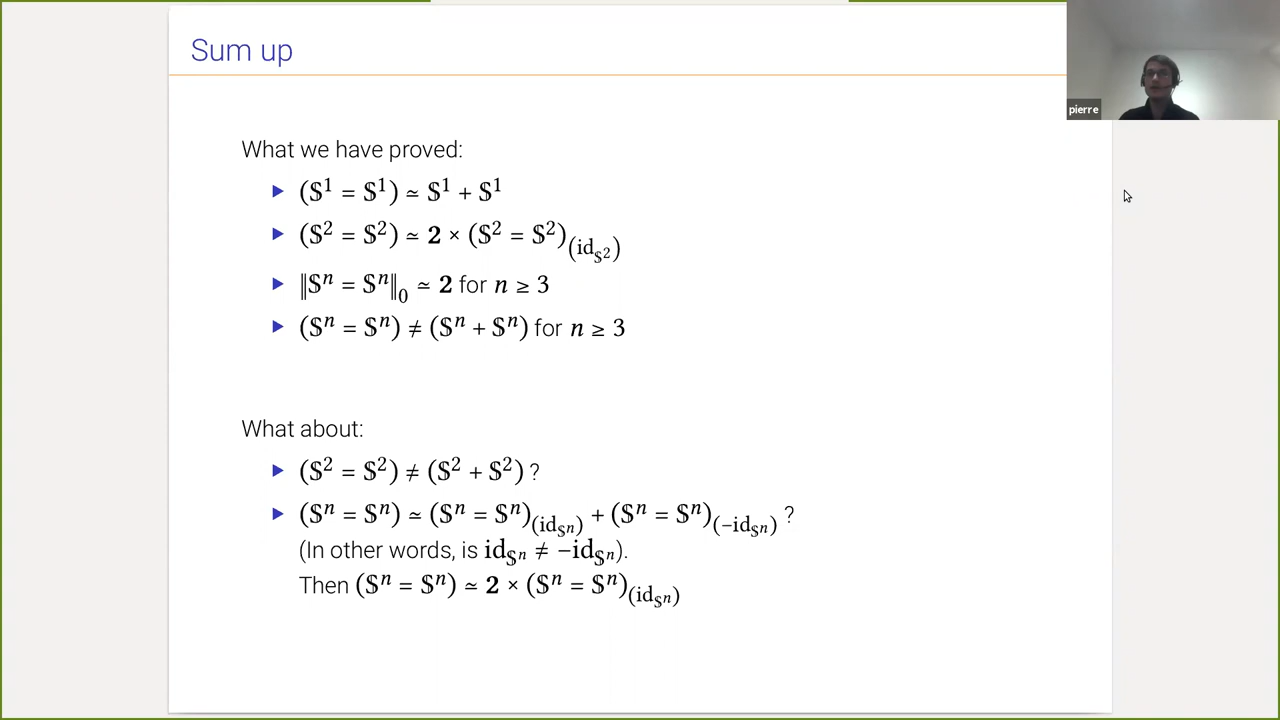 Sum up
pierre
What we have proved:
▶ (𝕊¹ = 𝕊¹) ≃ 𝕊¹ + 𝕊¹
▶ (𝕊² = 𝕊²) ≃ 𝟐 × (𝕊² = 𝕊²)_(id_𝕊²)
▶ ‖𝕊ⁿ = 𝕊ⁿ‖₀ ≃ 𝟐 for n ≥ 3
▶ (𝕊ⁿ = 𝕊ⁿ) ≠ (𝕊ⁿ + 𝕊ⁿ) for n ≥ 3
What about:
▶ (𝕊² = 𝕊²) ≠ (𝕊² + 𝕊²) ?
▶ (𝕊ⁿ = 𝕊ⁿ) ≃ (𝕊ⁿ = 𝕊ⁿ)_(id_𝕊ⁿ) + (𝕊ⁿ = 𝕊ⁿ)_(−id_𝕊ⁿ) ?
(In other words, is id_𝕊ⁿ ≠ −id_𝕊ⁿ).
Then (𝕊ⁿ = 𝕊ⁿ) ≃ 𝟐 × (𝕊ⁿ = 𝕊ⁿ)_(id_𝕊ⁿ)